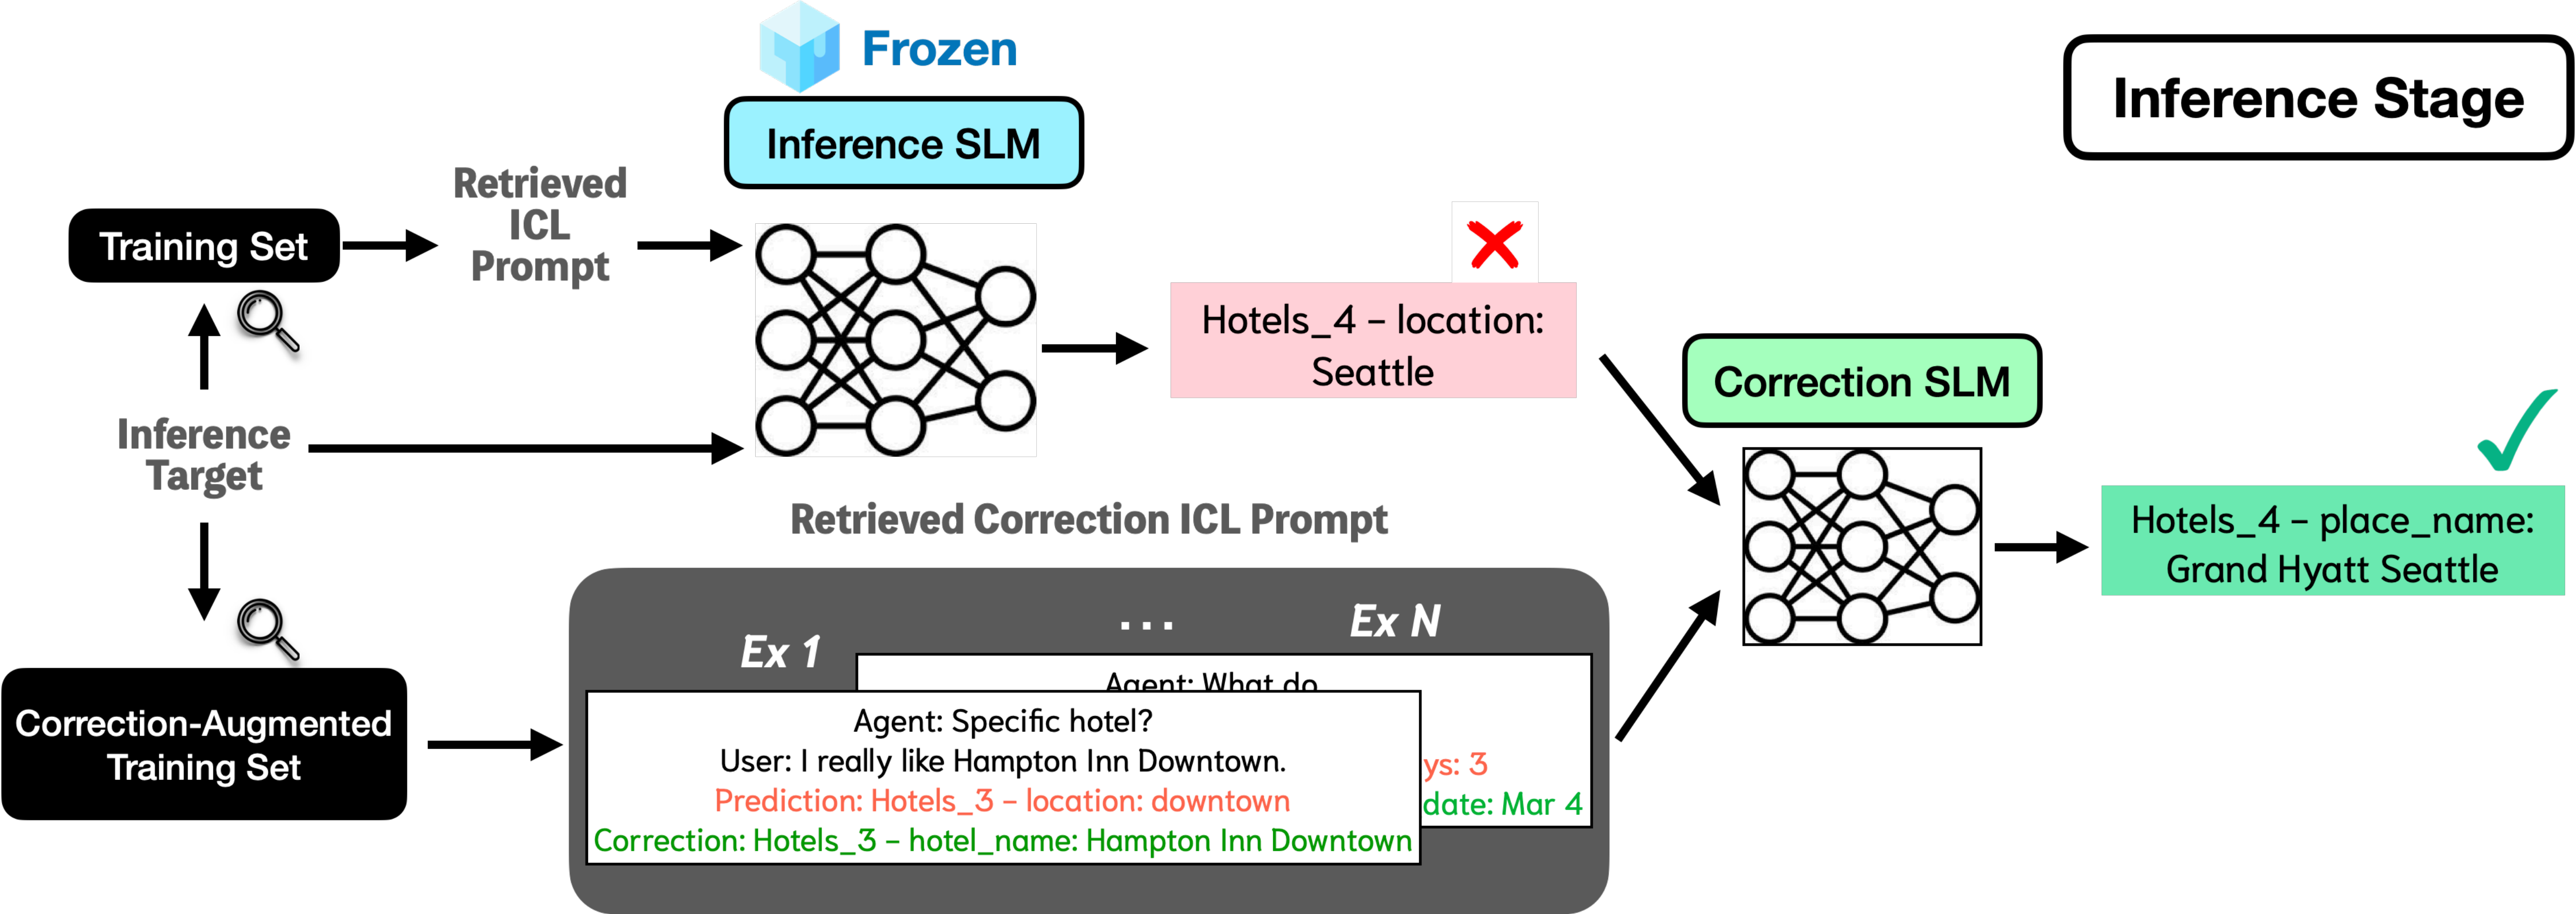 Frozen
Inference SLM
Inference Stage
Retrieved
ICL
Prompt
Training Set
Hotels_4 – location:
Seattle
Correction SLM
Inference
Target
Retrieved Correction ICL Prompt
Hotels_4 – place_name:
Grand Hyatt Seattle
Ex 1
...
Ex N
Agent: What do
Agent: Specific hotel?
User: I really like Hampton Inn Downtown.
Prediction: Hotels_3 – location: downtown
Correction: Hotels_3 – hotel_name: Hampton Inn Downtown
ys: 3
date: Mar 4
Correction-Augmented
Training Set